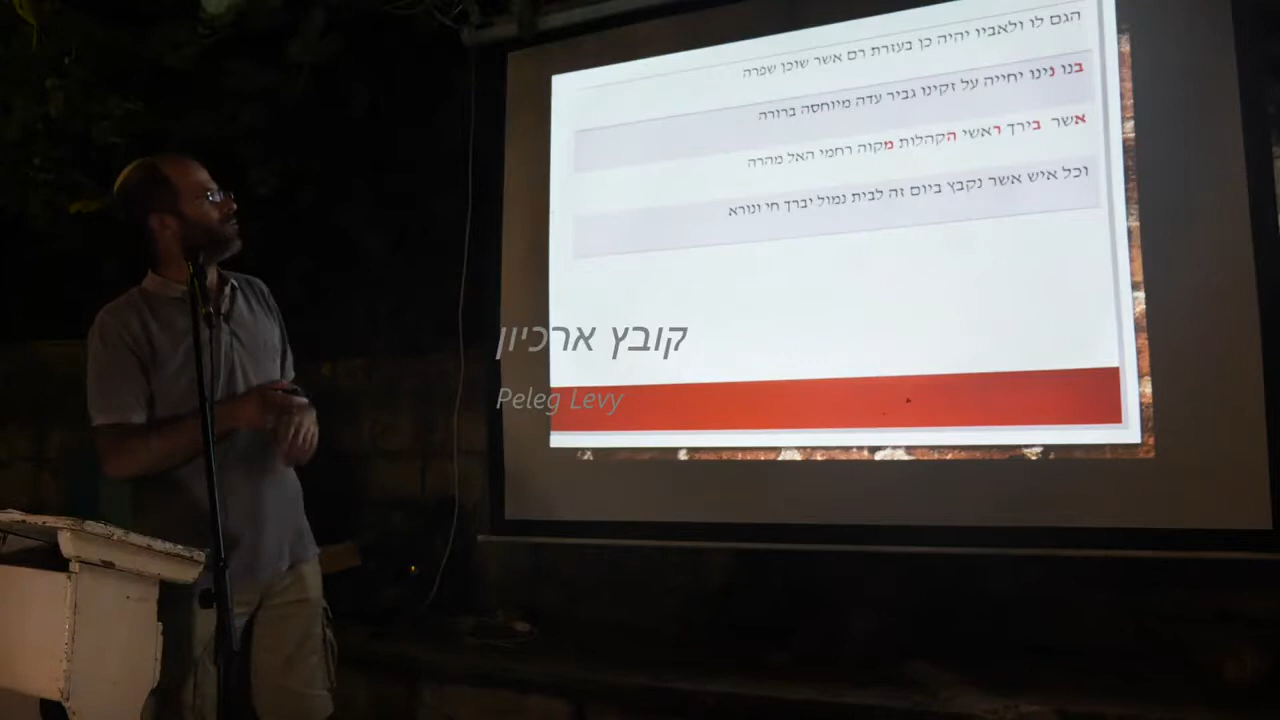 הגם לו ולאביו יהיה כן בעזרת רם אשר שוכן שפרה
בנו נינו יחייה על זקינו גביר עדה מיוחסה ברורה
אשר בירך ראשי הקהלות מקוה רחמי האל מהרה
וכל איש אשר נקבץ ביום זה לבית נמול יברך חי ונורא
קובץ ארכיון
Peleg Levy